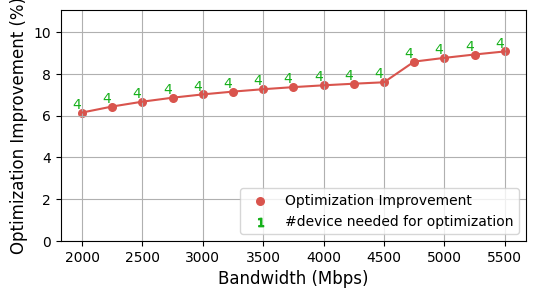 Optimization Improvement (%)
10
8
6
4
2
0
4 4 4 4 4 4 4 4 4 4 4 4 4 4 4
Optimization Improvement
1 #device needed for optimization
2000 2500 3000 3500 4000 4500 5000 5500
Bandwidth (Mbps)